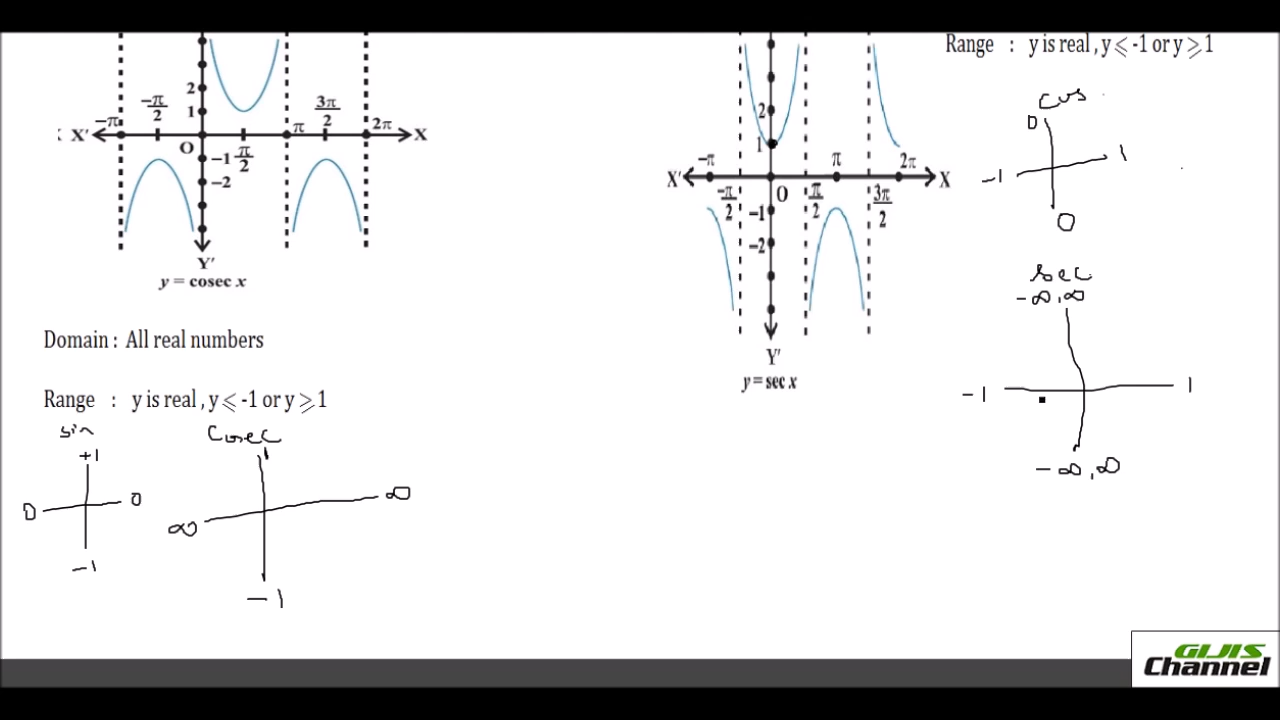 2
1
-π/2
3π/2
-π
X'
π
2π
X
O
-1
π/2
-2
Y'
y = cosec x
Domain : All real numbers
Range : y is real , y ⩽ -1 or y ⩾ 1
sin
+1
0
0
-1
Cosec
1
∞
∞
-1
2
1
-π
π
2π
X'
X
-π/2
O
π/2
3π/2
-1
-2
Y'
y = sec x
Range : y is real , y ⩽ -1 or y ⩾ 1
cos
0
1
-1
0
sec
-∞,∞
-1
1
-∞,∞
GIJIS
Channel